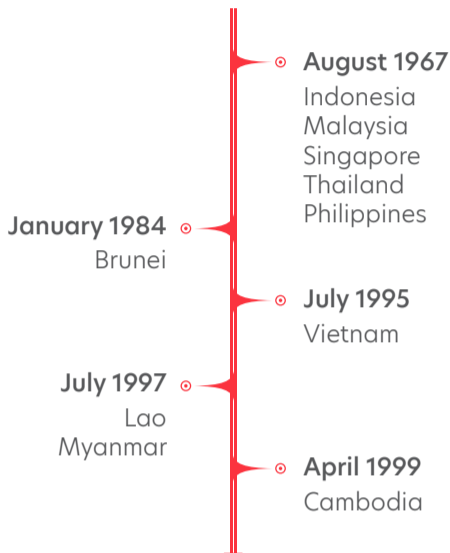 August 1967
Indonesia
Malaysia
Singapore
Thailand
Philippines
January 1984
Brunei
July 1995
Vietnam
July 1997
Lao
Myanmar
April 1999
Cambodia